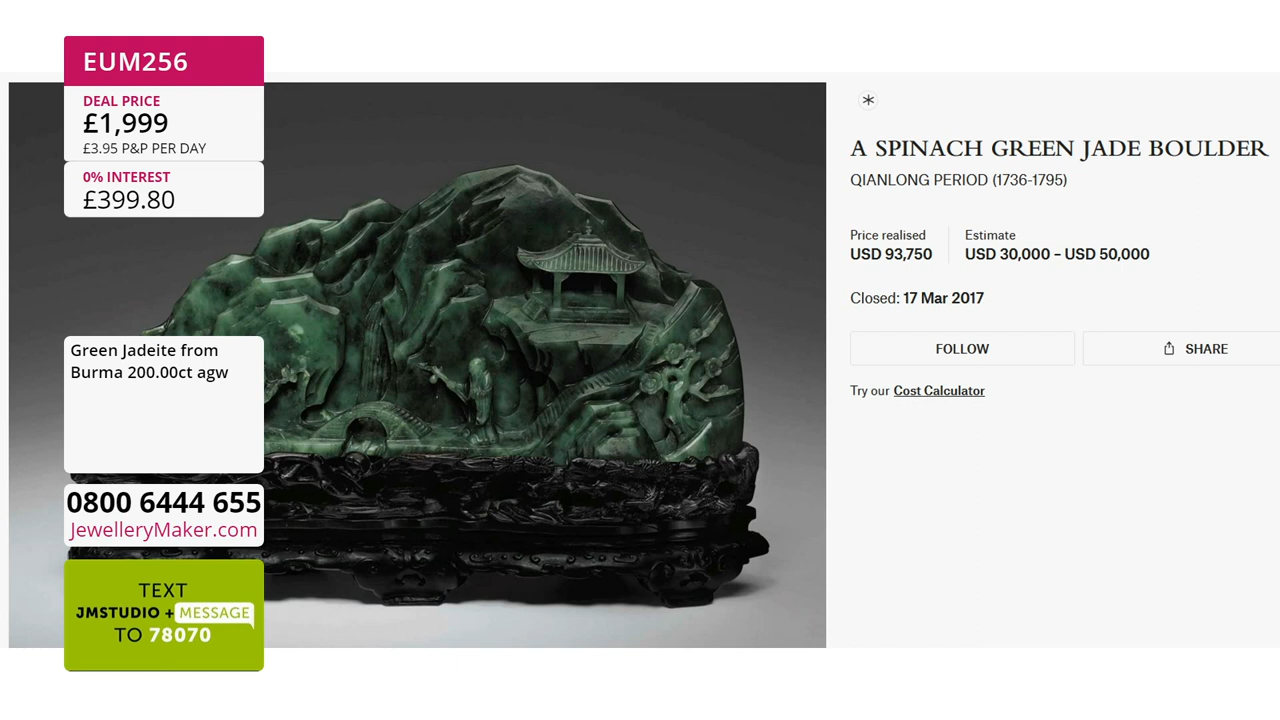 EUM256
DEAL PRICE
£1,999
£3.95 P&P PER DAY
0% INTEREST
£399.80
Green Jadeite from
Burma 200.00ct agw
0800 6444 655
JewelleryMaker.com
TEXT
JMSTUDIO + MESSAGE
TO 78070
A SPINACH GREEN JADE BOULDER
QIANLONG PERIOD (1736-1795)
Price realised
USD 93,750
Estimate
USD 30,000 – USD 50,000
Closed: 17 Mar 2017
FOLLOW
SHARE
Try our Cost Calculator